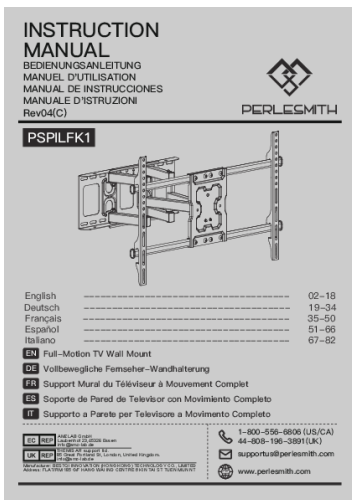 INSTRUCTION
MANUAL
BEDIENUNGSANLEITUNG
MANUEL D'UTILISATION
MANUAL DE INSTRUCCIONES
MANUALE D'ISTRUZIONI
Rev04(C)
PERLESMITH
PSPILFK1
English 02-18
Deutsch 19-34
Français 35-50
Español 51-66
Italiano 67-82
EN Full-Motion TV Wall Mount
DE Vollbewegliche Fernseher-Wandhalterung
FR Support Mural du Téléviseur à Mouvement Complet
ES Soporte de Pared de Televisor con Movimiento Completo
IT Supporto a Parete per Televisore a Movimento Completo
EC REP
UK REP
1-800-556-6806 (US/CA)
44-808-196-3891(UK)
supportus@perlesmith.com
www.perlesmith.com